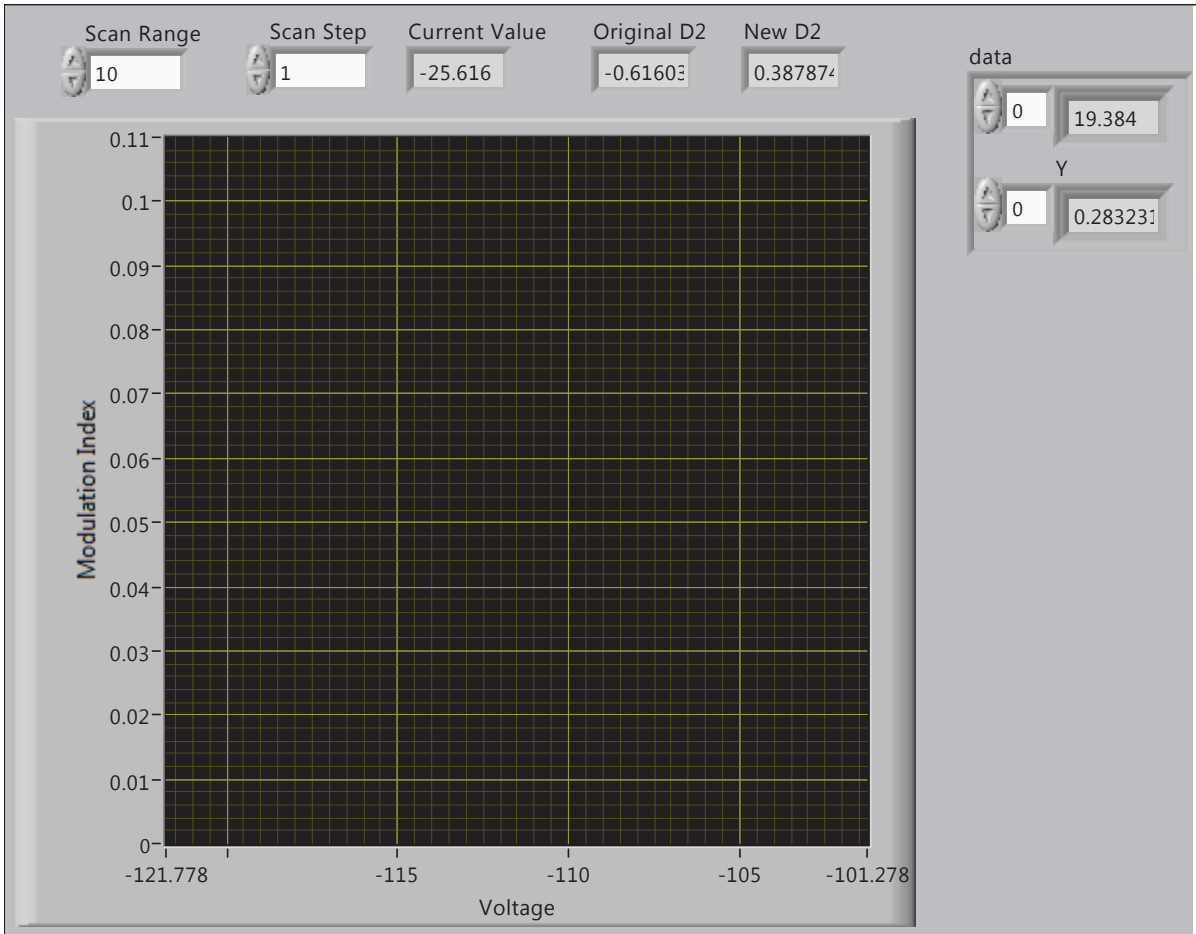 Scan Range
Scan Step
Current Value
Original D2
New D2
data
10
1
-25.616
-0.61603
0.387874
0
19.384
Y
0
0.283231
0.11
0.1
0.09
0.08
0.07
0.06
0.05
0.04
0.03
0.02
0.01
0
Modulation Index
-121.778
-115
-110
-105
-101.278
Voltage